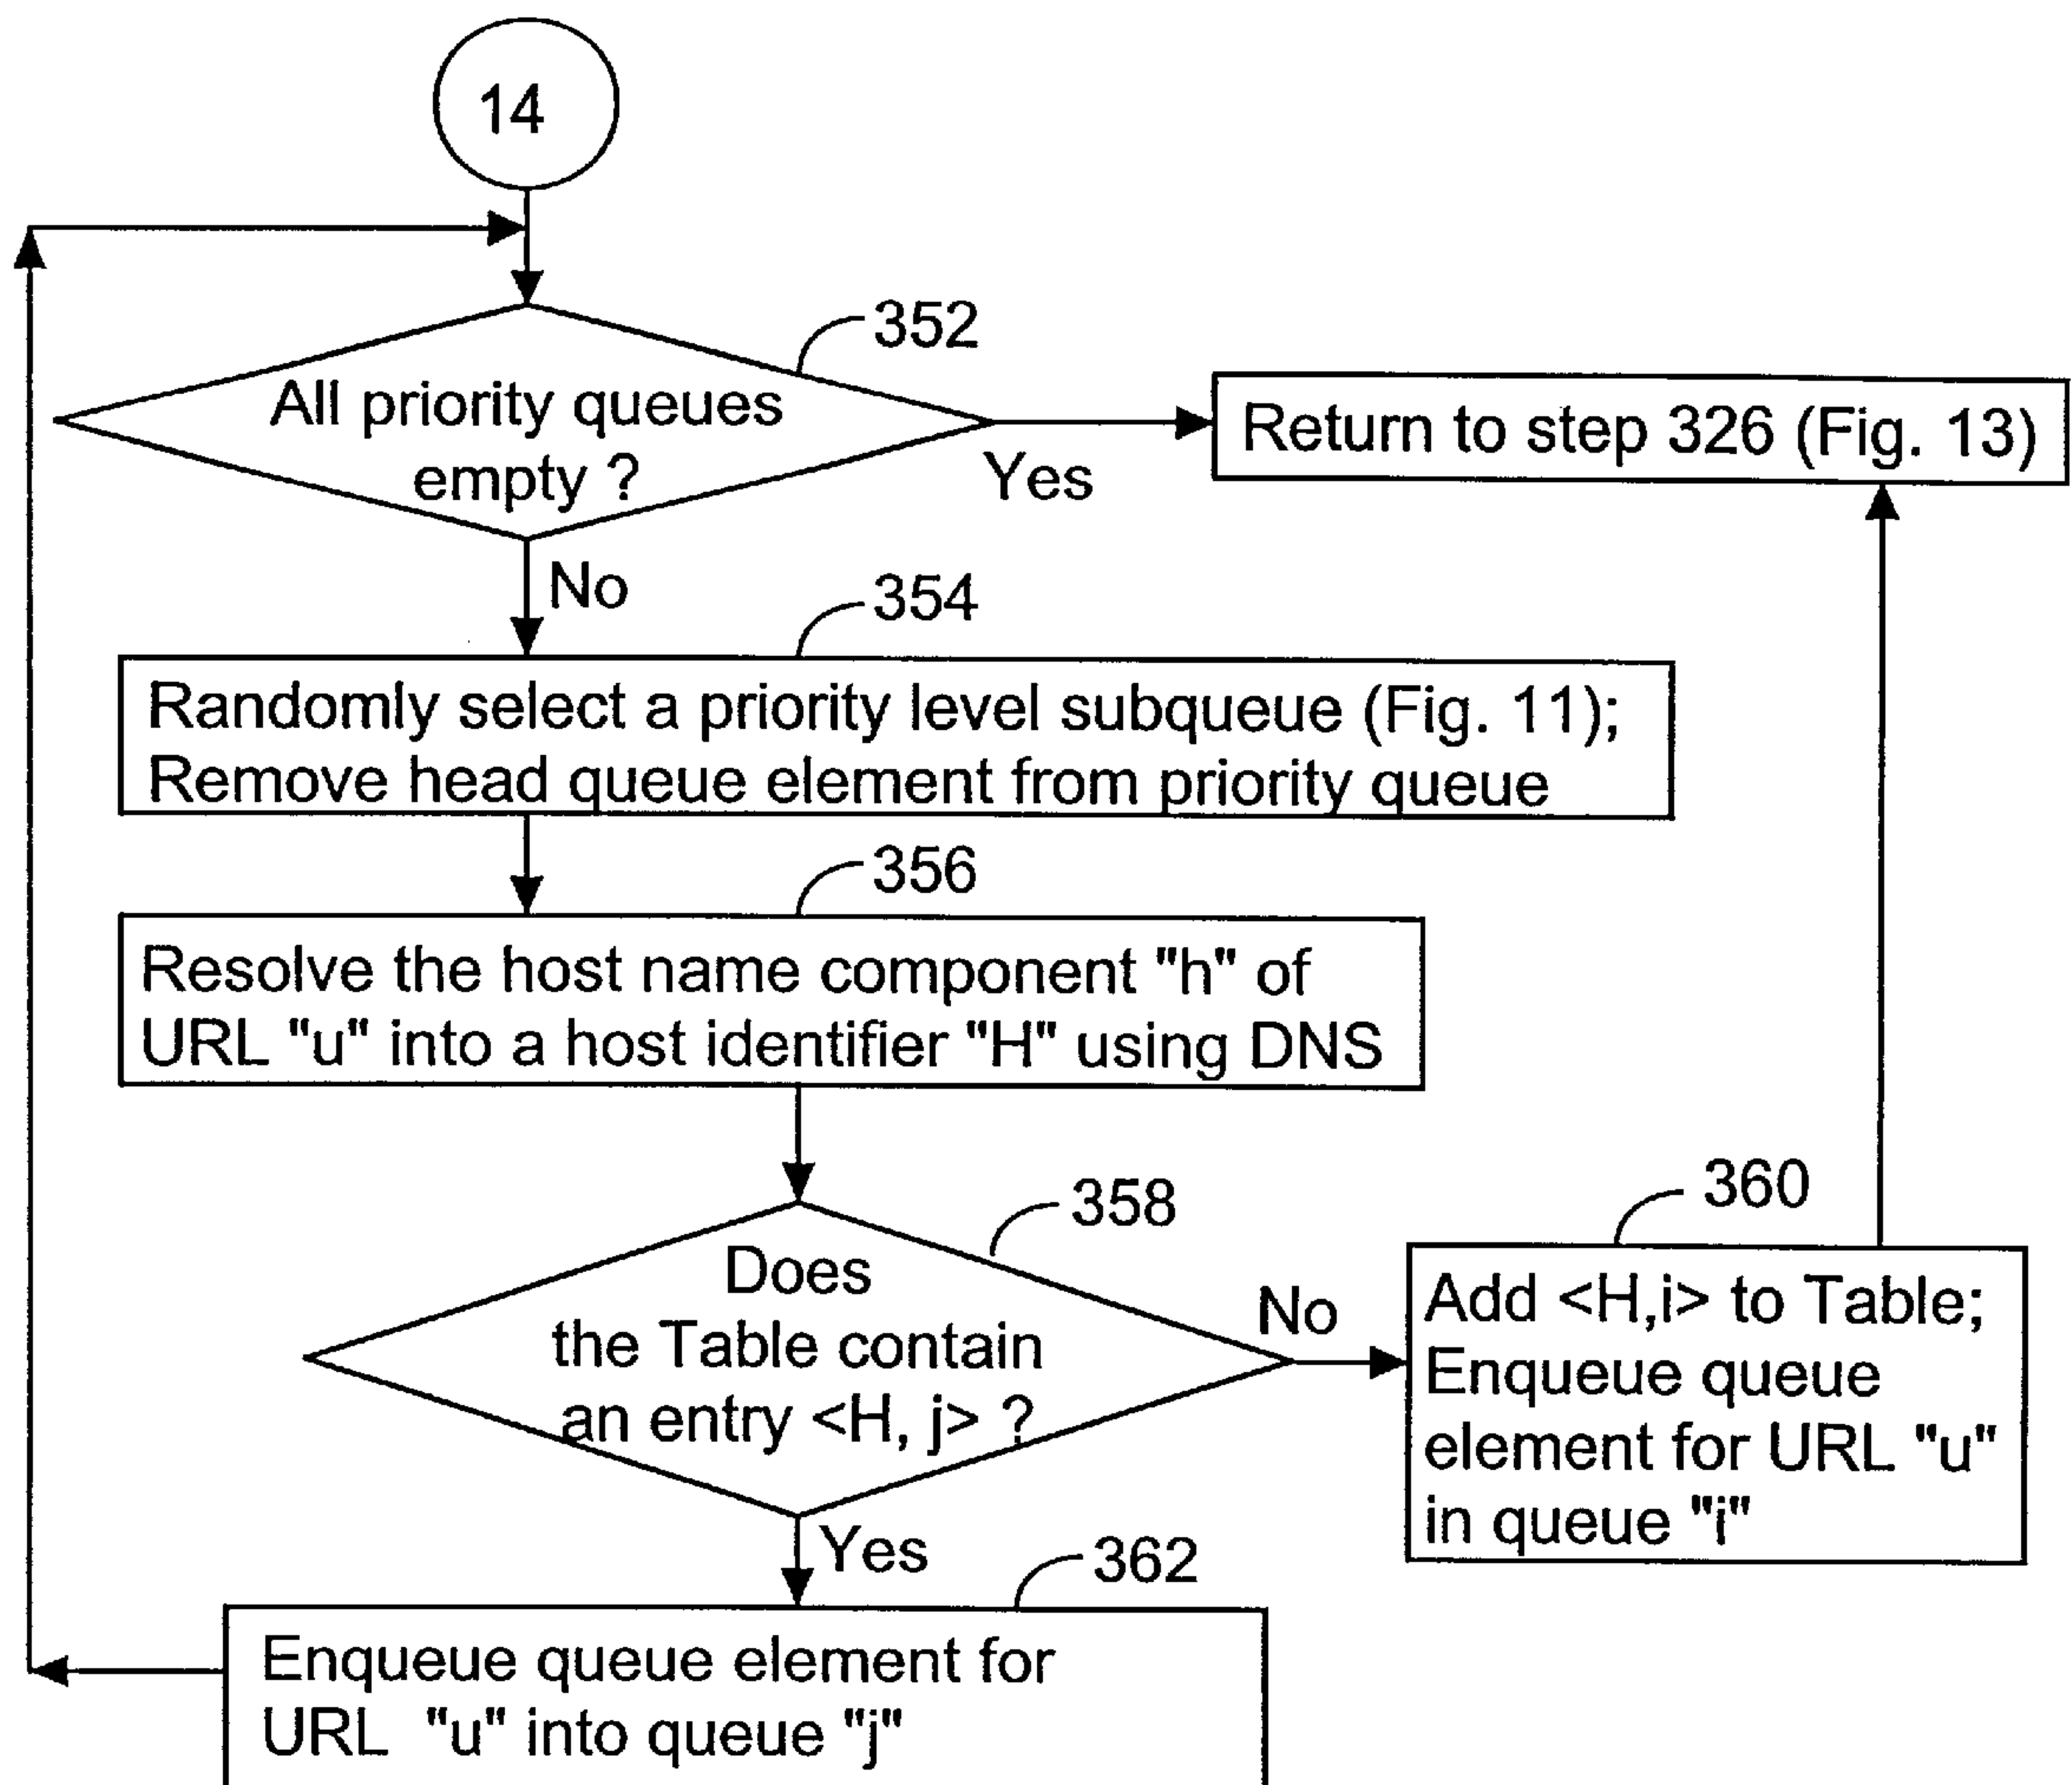 14
352
All priority queues
empty ?
Yes
Return to step 326 (Fig. 13)
No
354
Randomly select a priority level subqueue (Fig. 11);
Remove head queue element from priority queue
356
Resolve the host name component "h" of
URL "u" into a host identifier "H" using DNS
358
Does
the Table contain
an entry <H, j> ?
No
360
Add <H,i> to Table;
Enqueue queue
element for URL "u"
in queue "i"
Yes
362
Enqueue queue element for
URL "u" into queue "j"